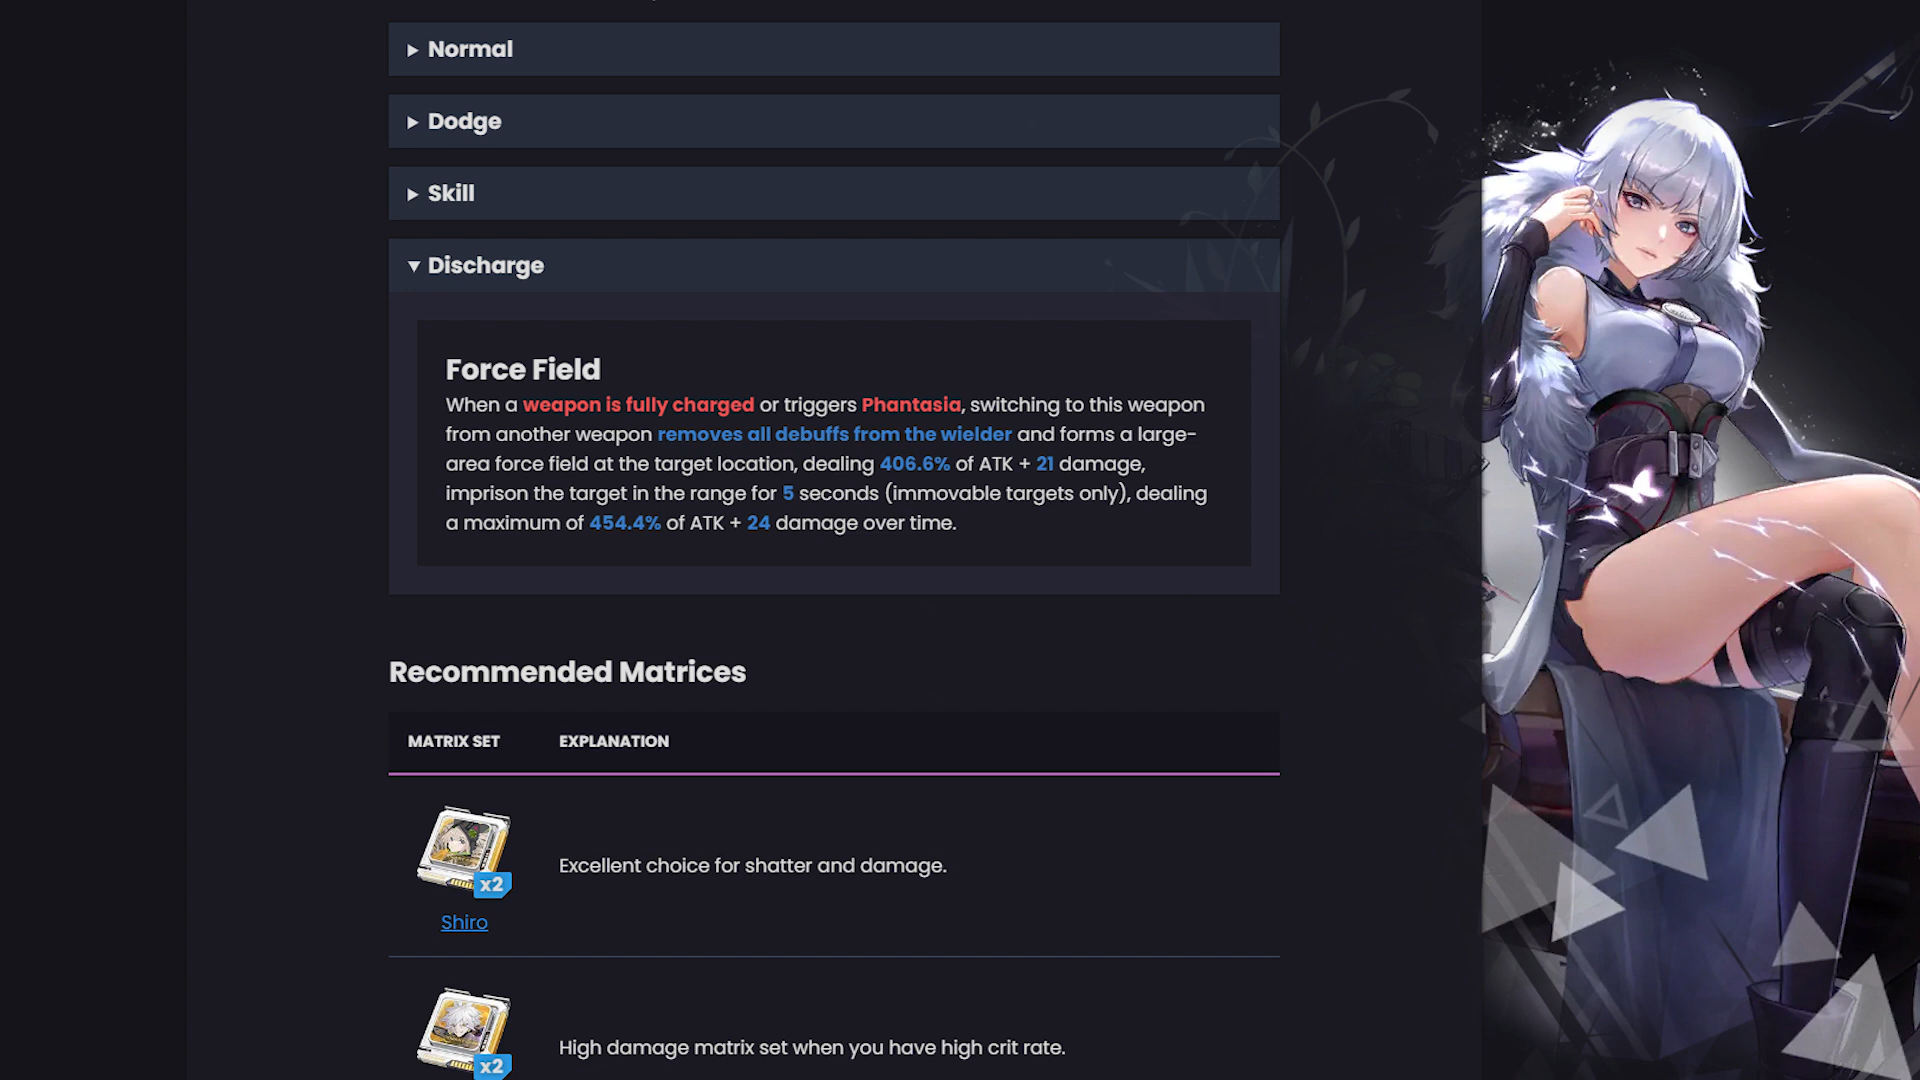 Normal
Dodge
Skill
Discharge
Force Field
When a weapon is fully charged or triggers Phantasia, switching to this weapon
from another weapon removes all debuffs from the wielder and forms a large-
area force field at the target location, dealing 406.6% of ATK + 21 damage,
imprison the target in the range for 5 seconds (immovable targets only), dealing
a maximum of 454.4% of ATK + 24 damage over time.
Recommended Matrices
MATRIX SET EXPLANATION
x2
Excellent choice for shatter and damage.
Shiro
High damage matrix set when you have high crit rate.
x2